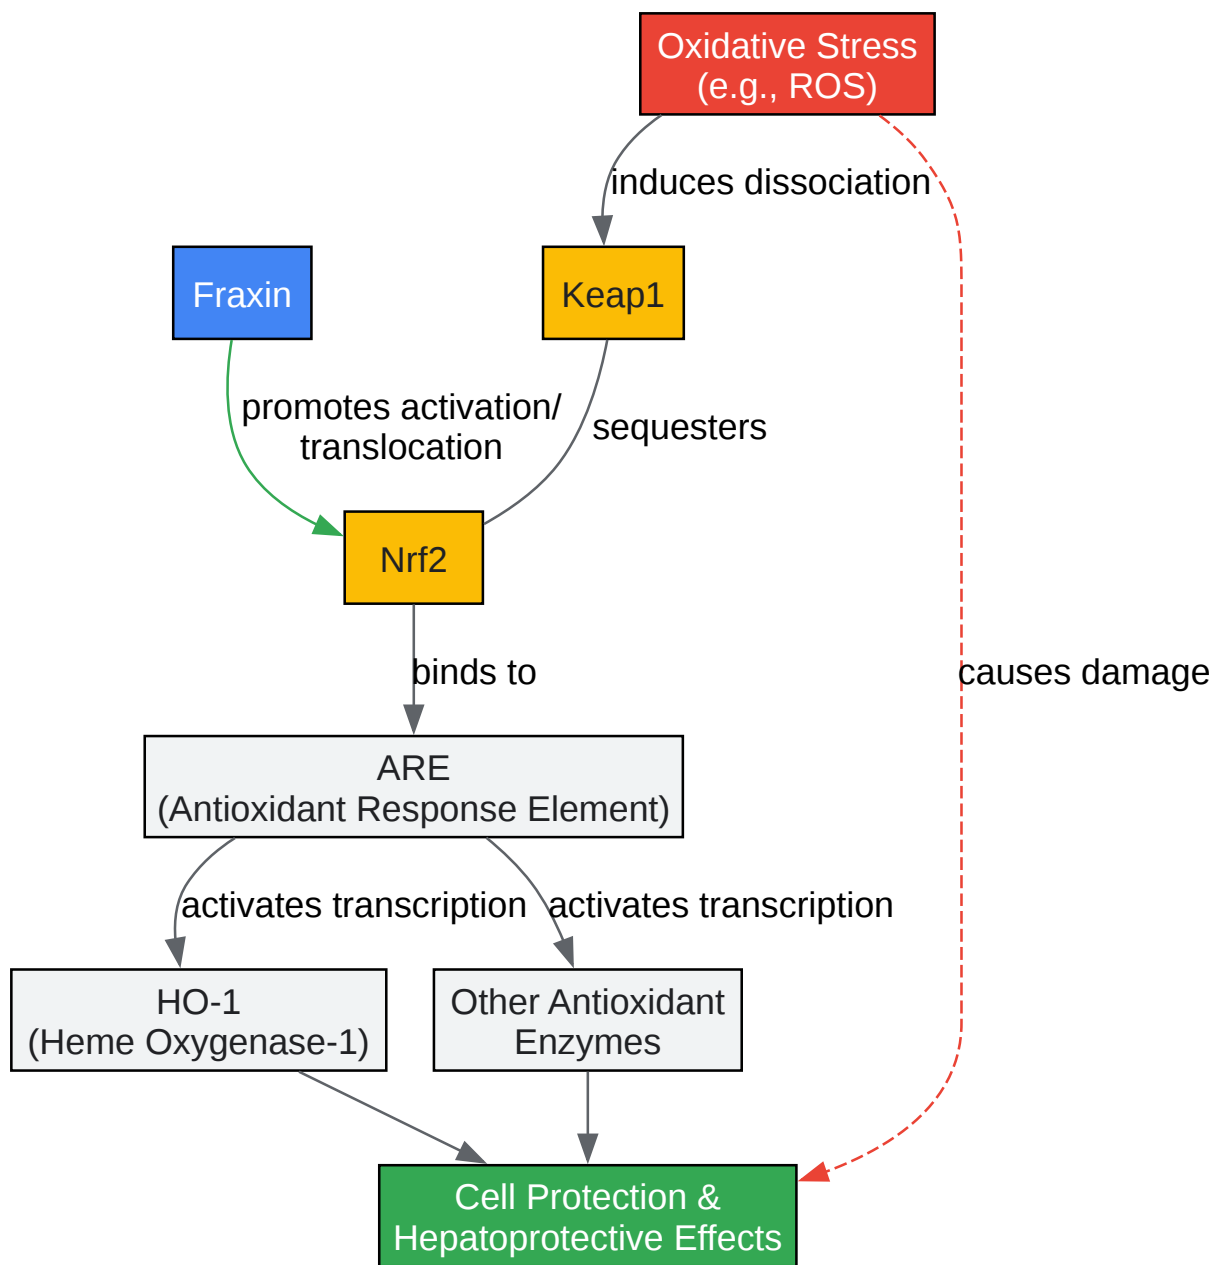 Oxidative Stress
(e.g., ROS)
induces dissociation
Fraxin
Keap1
promotes activation/
translocation
sequesters
Nrf2
binds to
causes damage
ARE
(Antioxidant Response Element)
activates transcription
activates transcription
HO-1
(Heme Oxygenase-1)
Other Antioxidant
Enzymes
Cell Protection &
Hepatoprotective Effects